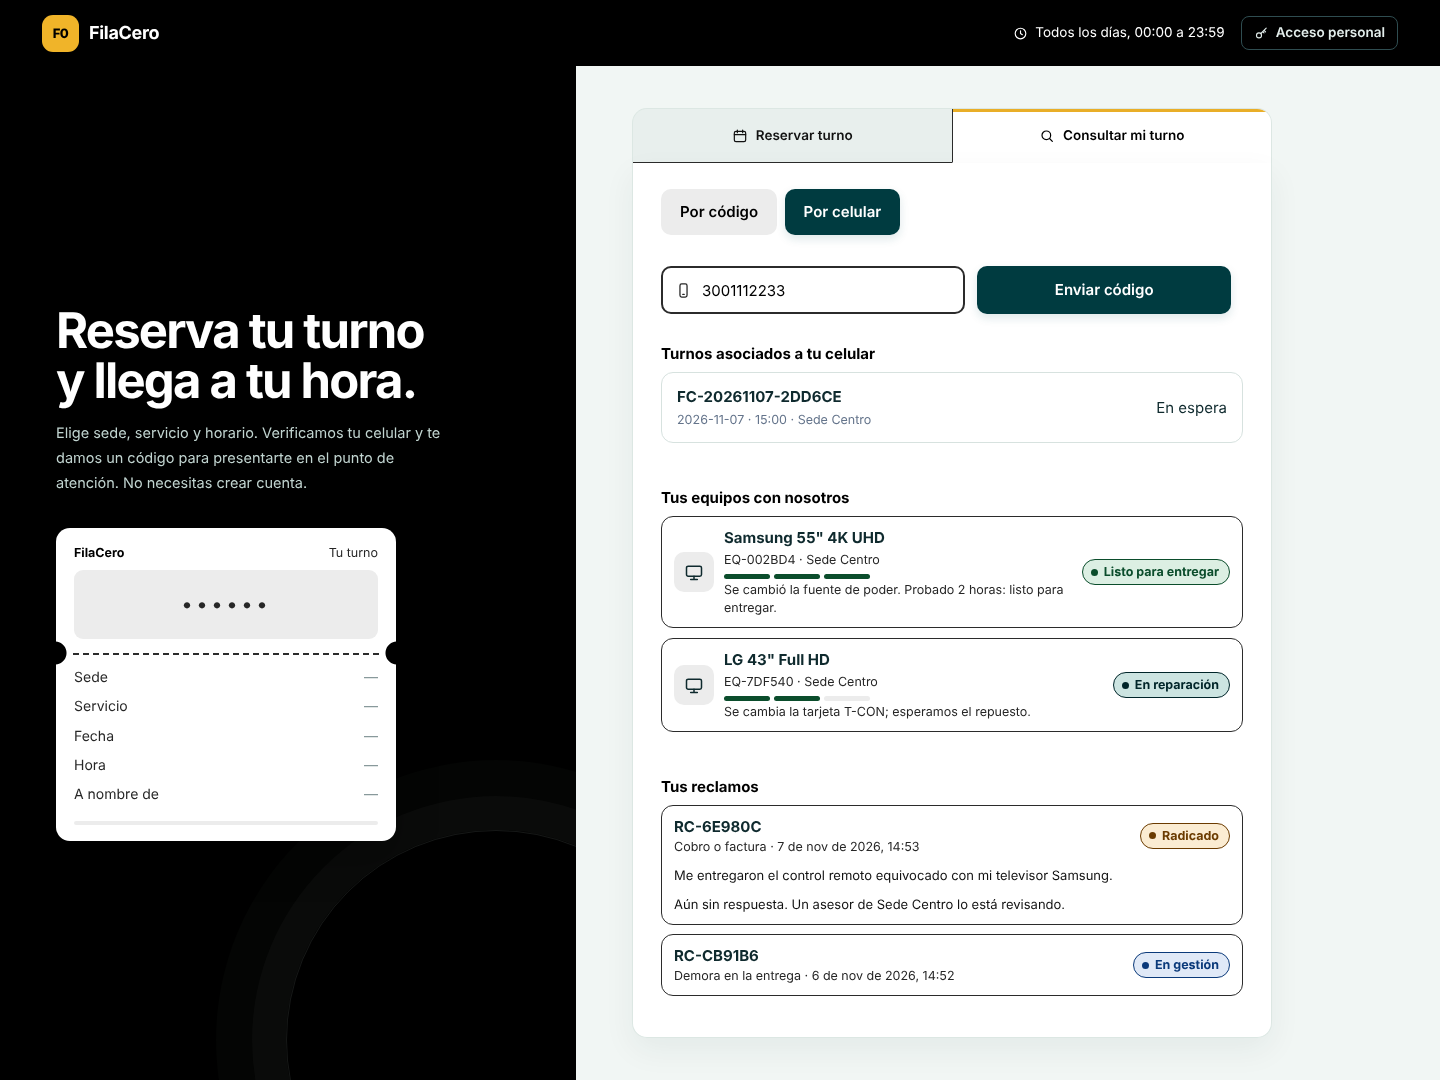 F0 FilaCero
Todos los días, 00:00 a 23:59
Acceso personal
Reserva tu turno
y llega a tu hora.
Elige sede, servicio y horario. Verificamos tu celular y te
damos un código para presentarte en el punto de
atención. No necesitas crear cuenta.
FilaCero
Tu turno
••••••
Sede —
Servicio —
Fecha —
Hora —
A nombre de —
Reservar turno
Consultar mi turno
Por código
Por celular
3001112233
Enviar código
Turnos asociados a tu celular
FC-20261107-2DD6CE
2026-11-07 · 15:00 · Sede Centro
En espera
Tus equipos con nosotros
Samsung 55" 4K UHD
EQ-002BD4 · Sede Centro
Se cambió la fuente de poder. Probado 2 horas: listo para
entregar.
Listo para entregar
LG 43" Full HD
EQ-7DF540 · Sede Centro
Se cambia la tarjeta T-CON; esperamos el repuesto.
En reparación
Tus reclamos
RC-6E980C
Cobro o factura · 7 de nov de 2026, 14:53
Radicado
Me entregaron el control remoto equivocado con mi televisor Samsung.
Aún sin respuesta. Un asesor de Sede Centro lo está revisando.
RC-CB91B6
Demora en la entrega · 6 de nov de 2026, 14:52
En gestión